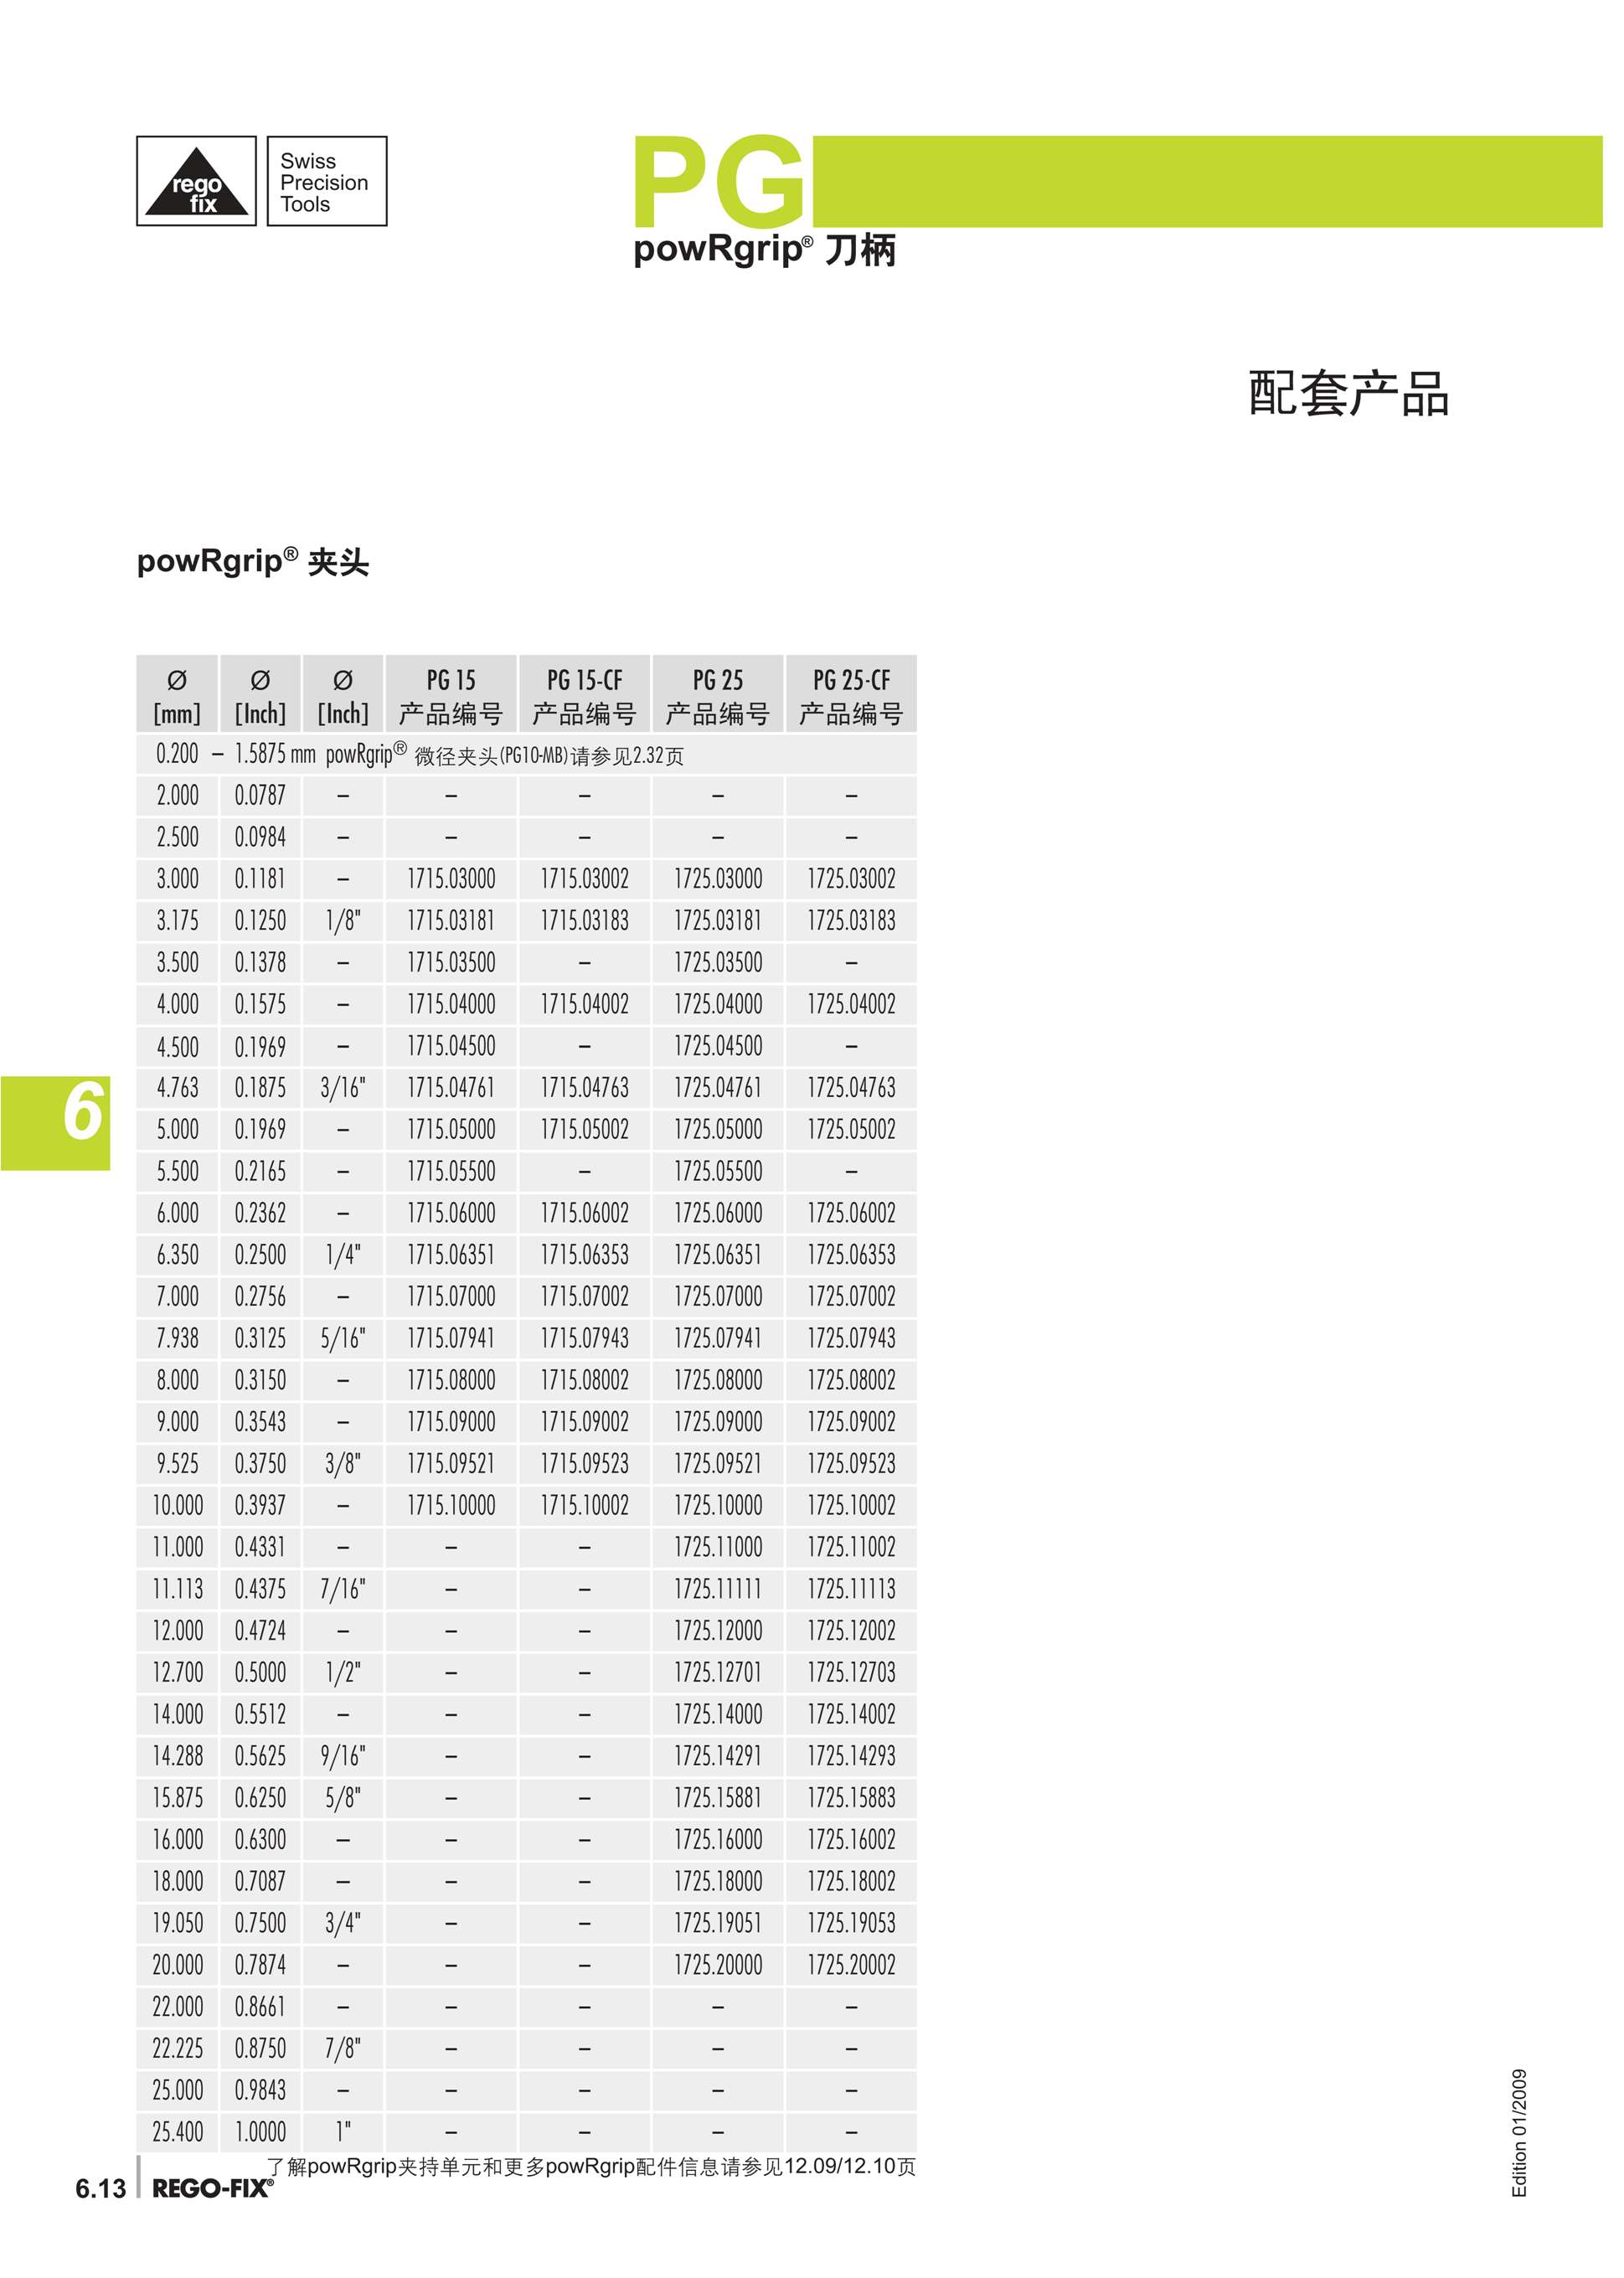 rego
fix
Swiss
Precision
Tools
PG
powRgrip® 刀柄
配套产品
powRgrip® 夹头
Ø Ø Ø PG 15 PG 15-CF PG 25 PG 25-CF
[mm] [Inch] [Inch] 产品编号 产品编号 产品编号 产品编号
0.200 – 1.5875 mm powRgrip® 微径夹头(PG10-MB)请参见2.32页
2.000 0.0787 – – – – –
2.500 0.0984 – – – – –
3.000 0.1181 – 1715.03000 1715.03002 1725.03000 1725.03002
3.175 0.1250 1/8" 1715.03181 1715.03183 1725.03181 1725.03183
3.500 0.1378 – 1715.03500 – 1725.03500 –
4.000 0.1575 – 1715.04000 1715.04002 1725.04000 1725.04002
4.500 0.1969 – 1715.04500 – 1725.04500 –
4.763 0.1875 3/16" 1715.04761 1715.04763 1725.04761 1725.04763
5.000 0.1969 – 1715.05000 1715.05002 1725.05000 1725.05002
5.500 0.2165 – 1715.05500 – 1725.05500 –
6.000 0.2362 – 1715.06000 1715.06002 1725.06000 1725.06002
6.350 0.2500 1/4" 1715.06351 1715.06353 1725.06351 1725.06353
7.000 0.2756 – 1715.07000 1715.07002 1725.07000 1725.07002
7.938 0.3125 5/16" 1715.07941 1715.07943 1725.07941 1725.07943
8.000 0.3150 – 1715.08000 1715.08002 1725.08000 1725.08002
9.000 0.3543 – 1715.09000 1715.09002 1725.09000 1725.09002
9.525 0.3750 3/8" 1715.09521 1715.09523 1725.09521 1725.09523
10.000 0.3937 – 1715.10000 1715.10002 1725.10000 1725.10002
11.000 0.4331 – – – 1725.11000 1725.11002
11.113 0.4375 7/16" – – 1725.11111 1725.11113
12.000 0.4724 – – – 1725.12000 1725.12002
12.700 0.5000 1/2" – – 1725.12701 1725.12703
14.000 0.5512 – – – 1725.14000 1725.14002
14.288 0.5625 9/16" – – 1725.14291 1725.14293
15.875 0.6250 5/8" – – 1725.15881 1725.15883
16.000 0.6300 – – – 1725.16000 1725.16002
18.000 0.7087 – – – 1725.18000 1725.18002
19.050 0.7500 3/4" – – 1725.19051 1725.19053
20.000 0.7874 – – – 1725.20000 1725.20002
22.000 0.8661 – – – – –
22.225 0.8750 7/8" – – – –
25.000 0.9843 – – – – –
25.400 1.0000 1" – – – –
6
了解powRgrip夹持单元和更多powRgrip配件信息请参见12.09/12.10页
6.13 REGO-FIX®
Edition 01/2009